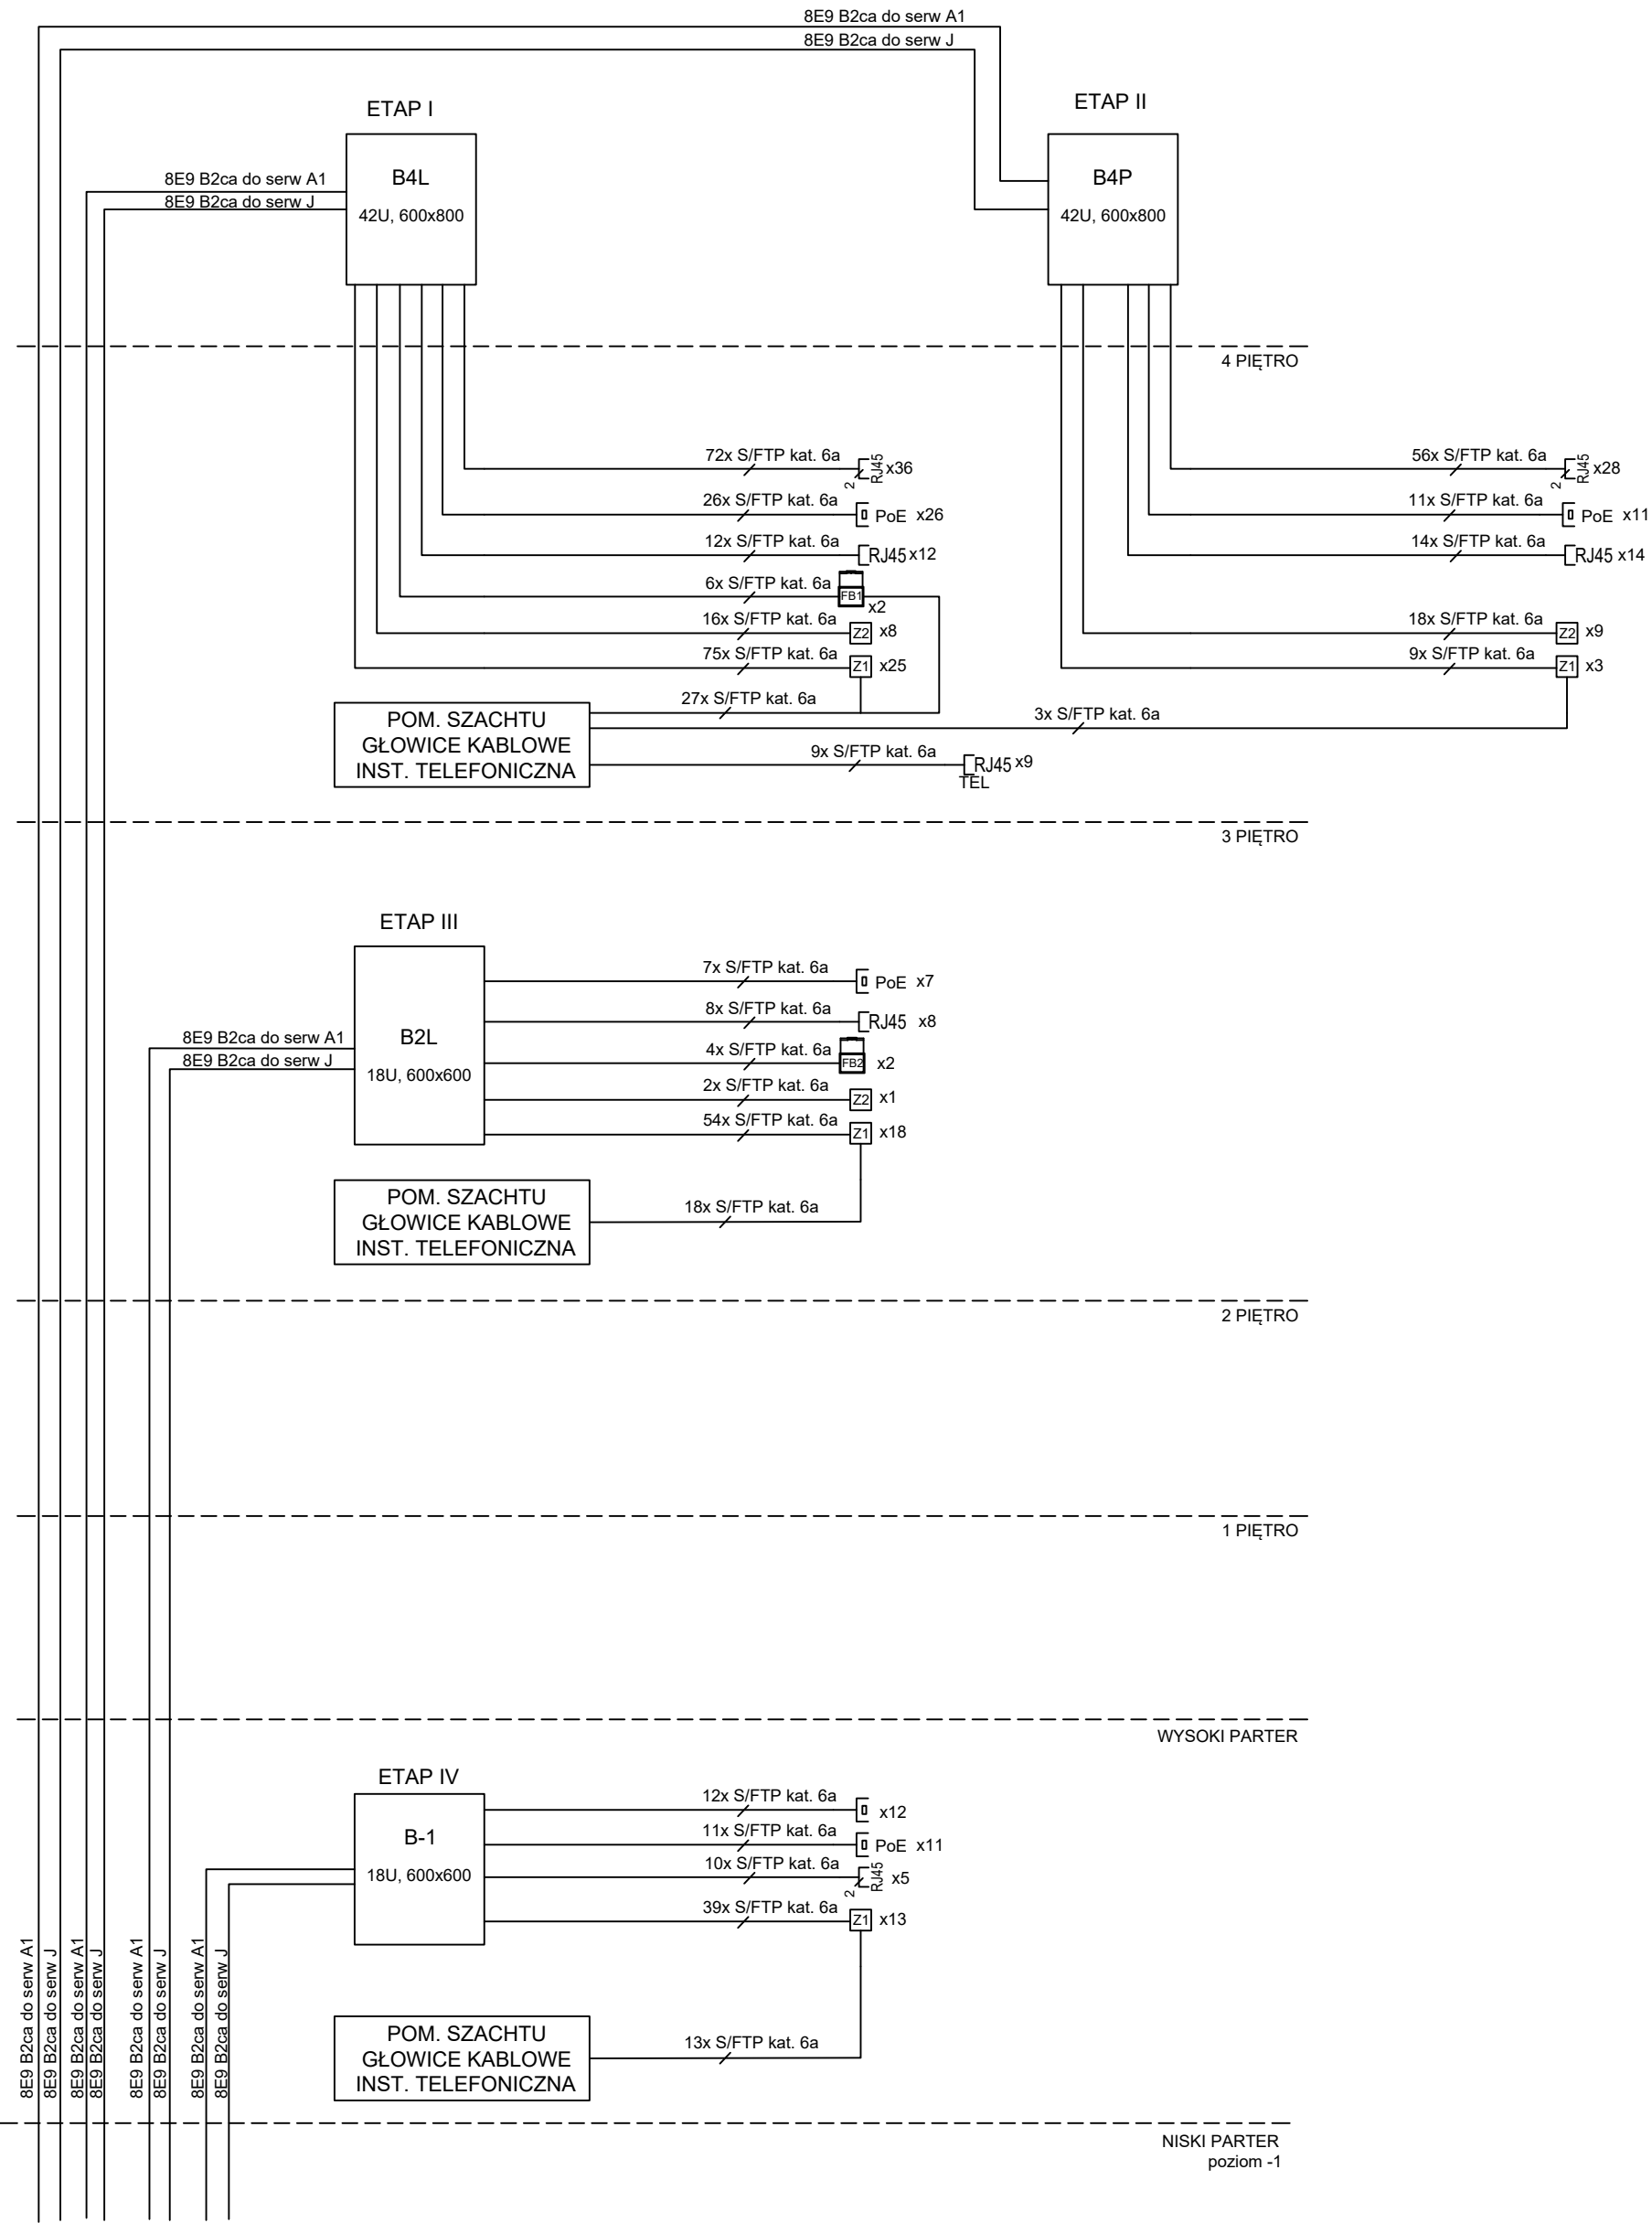 8E9 B2ca do serw A1
8E9 B2ca do serw J
ETAP I
ETAP II
B4L
42U, 600x800
B4P
42U, 600x800
8E9 B2ca do serw A1
8E9 B2ca do serw J
4 PIĘTRO
72x S/FTP kat. 6a
2
RJ45
x36
26x S/FTP kat. 6a
PoE x26
12x S/FTP kat. 6a
RJ45 x12
6x S/FTP kat. 6a
FB1
x2
16x S/FTP kat. 6a
Z2 x8
75x S/FTP kat. 6a
Z1 x25
56x S/FTP kat. 6a
2
RJ45
x28
11x S/FTP kat. 6a
PoE x11
14x S/FTP kat. 6a
RJ45 x14
18x S/FTP kat. 6a
Z2 x9
9x S/FTP kat. 6a
Z1 x3
27x S/FTP kat. 6a
3x S/FTP kat. 6a
9x S/FTP kat. 6a
RJ45 x9
TEL
POM. SZACHTU
GŁOWICE KABLOWE
INST. TELEFONICZNA
3 PIĘTRO
ETAP III
B2L
18U, 600x600
8E9 B2ca do serw A1
8E9 B2ca do serw J
7x S/FTP kat. 6a
PoE x7
8x S/FTP kat. 6a
RJ45 x8
4x S/FTP kat. 6a
FB2 x2
2x S/FTP kat. 6a
Z2 x1
54x S/FTP kat. 6a
Z1 x18
18x S/FTP kat. 6a
POM. SZACHTU
GŁOWICE KABLOWE
INST. TELEFONICZNA
2 PIĘTRO
1 PIĘTRO
WYSOKI PARTER
ETAP IV
B-1
18U, 600x600
12x S/FTP kat. 6a
x12
11x S/FTP kat. 6a
PoE x11
10x S/FTP kat. 6a
2
RJ45
x5
39x S/FTP kat. 6a
Z1 x13
13x S/FTP kat. 6a
POM. SZACHTU
GŁOWICE KABLOWE
INST. TELEFONICZNA
8E9 B2ca do serw A1
8E9 B2ca do serw J
8E9 B2ca do serw A1
8E9 B2ca do serw J
8E9 B2ca do serw A1
8E9 B2ca do serw J
8E9 B2ca do serw A1
8E9 B2ca do serw J
NISKI PARTER
poziom -1